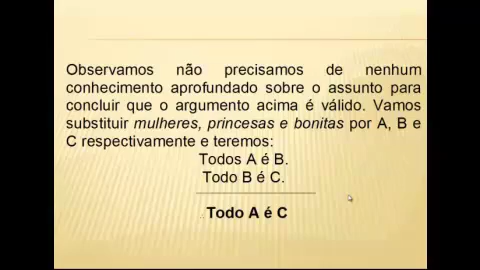 Observamos não precisamos de nenhum
conhecimento aprofundado sobre o assunto para
concluir que o argumento acima é válido. Vamos
substituir mulheres, princesas e bonitas por A, B e
C respectivamente e teremos:
Todos A é B.
Todo B é C.
Todo A é C